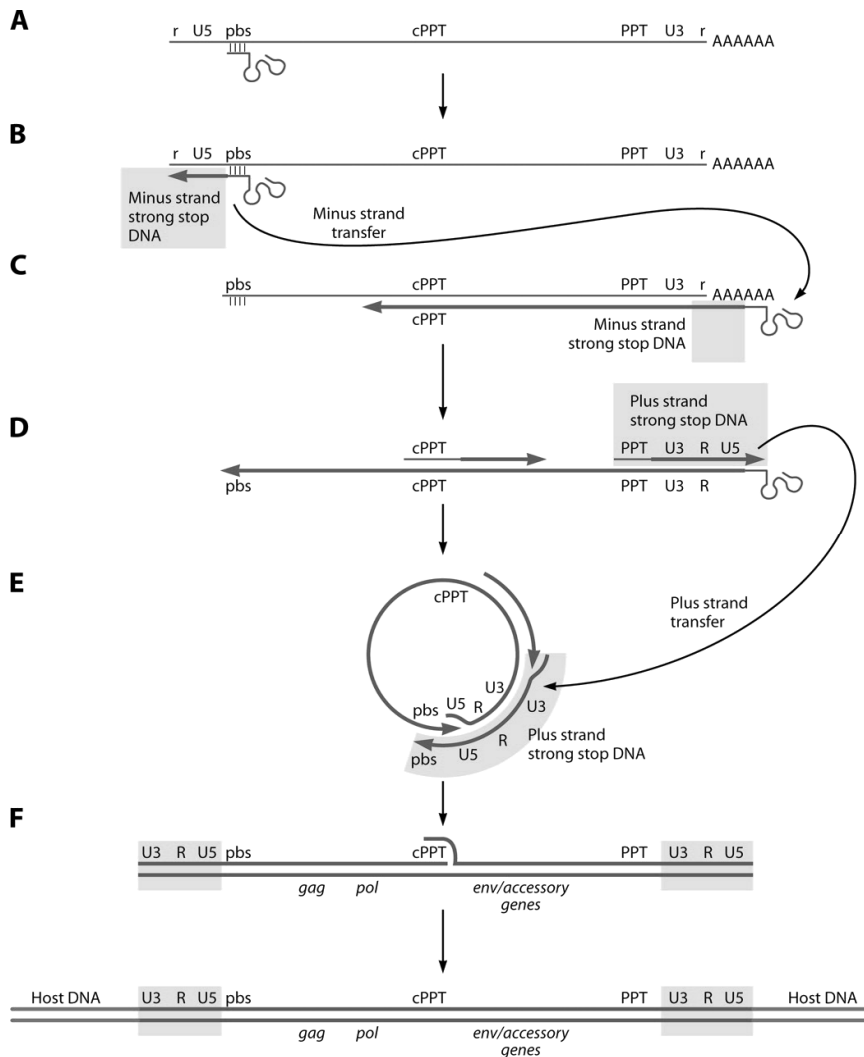 A
r U5 pbs cPPT PPT U3 r AAAAAA
B
r U5 pbs cPPT PPT U3 r AAAAAA
Minus strand
strong stop
DNA
Minus strand
transfer
C
pbs cPPT PPT U3 r AAAAAA
cPPT
Minus strand
strong stop DNA
Plus strand
strong stop DNA
D
cPPT PPT U3 R U5
pbs cPPT PPT U3 R
E
cPPT
Plus strand
transfer
pbs U5 R U3
pbs U5 R U3
Plus strand
strong stop DNA
F
U3 R U5 pbs cPPT PPT U3 R U5
gag pol env/accessory
genes
Host DNA U3 R U5 pbs cPPT PPT U3 R U5 Host DNA
gag pol env/accessory
genes